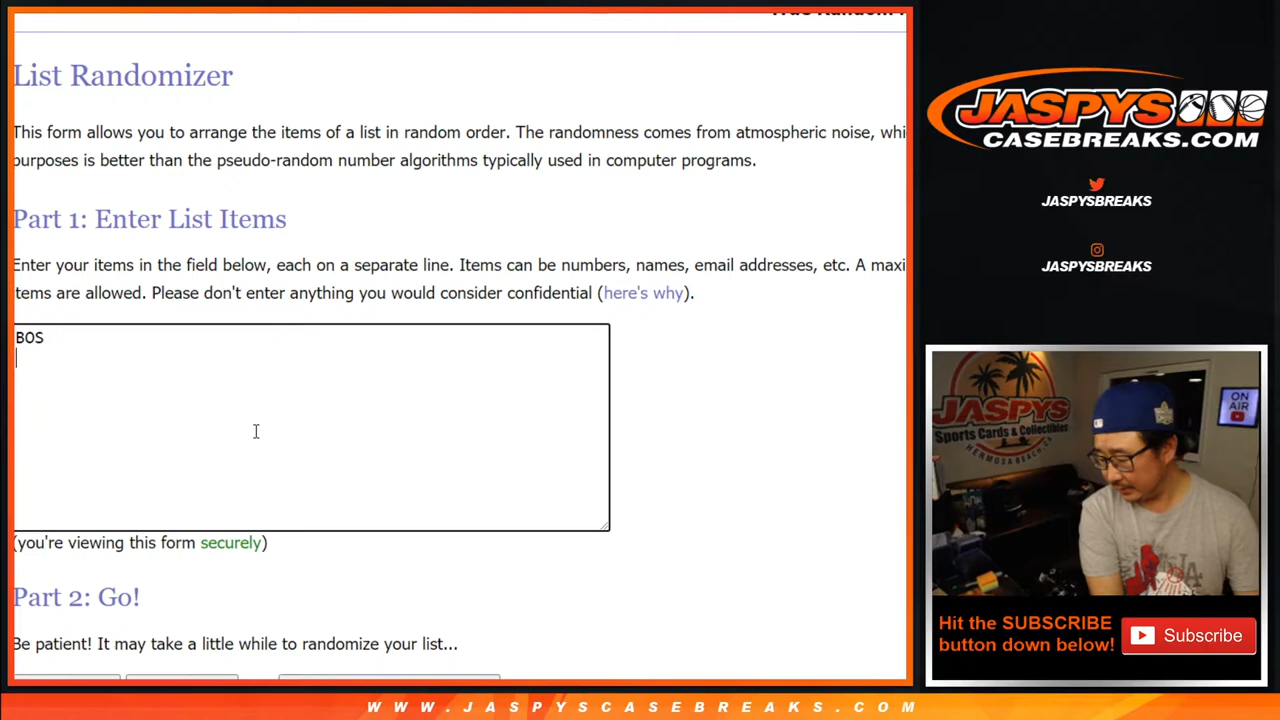 List Randomizer
This form allows you to arrange the items of a list in random order. The randomness comes from atmospheric noise, whi
purposes is better than the pseudo-random number algorithms typically used in computer programs.
Part 1: Enter List Items
Enter your items in the field below, each on a separate line. Items can be numbers, names, email addresses, etc. A maxi
items are allowed. Please don't enter anything you would consider confidential (here's why).
BOS
(you're viewing this form securely)
Part 2: Go!
Be patient! It may take a little while to randomize your list...
JASPYS
CASEBREAKS.COM
JASPYSBREAKS
JASPYSBREAKS
JASPYS
Sports Cards & Collectibles
HERMOSA BEACH, CA
ON AIR
Hit the SUBSCRIBE
button down below!
Subscribe
WWW.JASPYSCASEBREAKS.COM